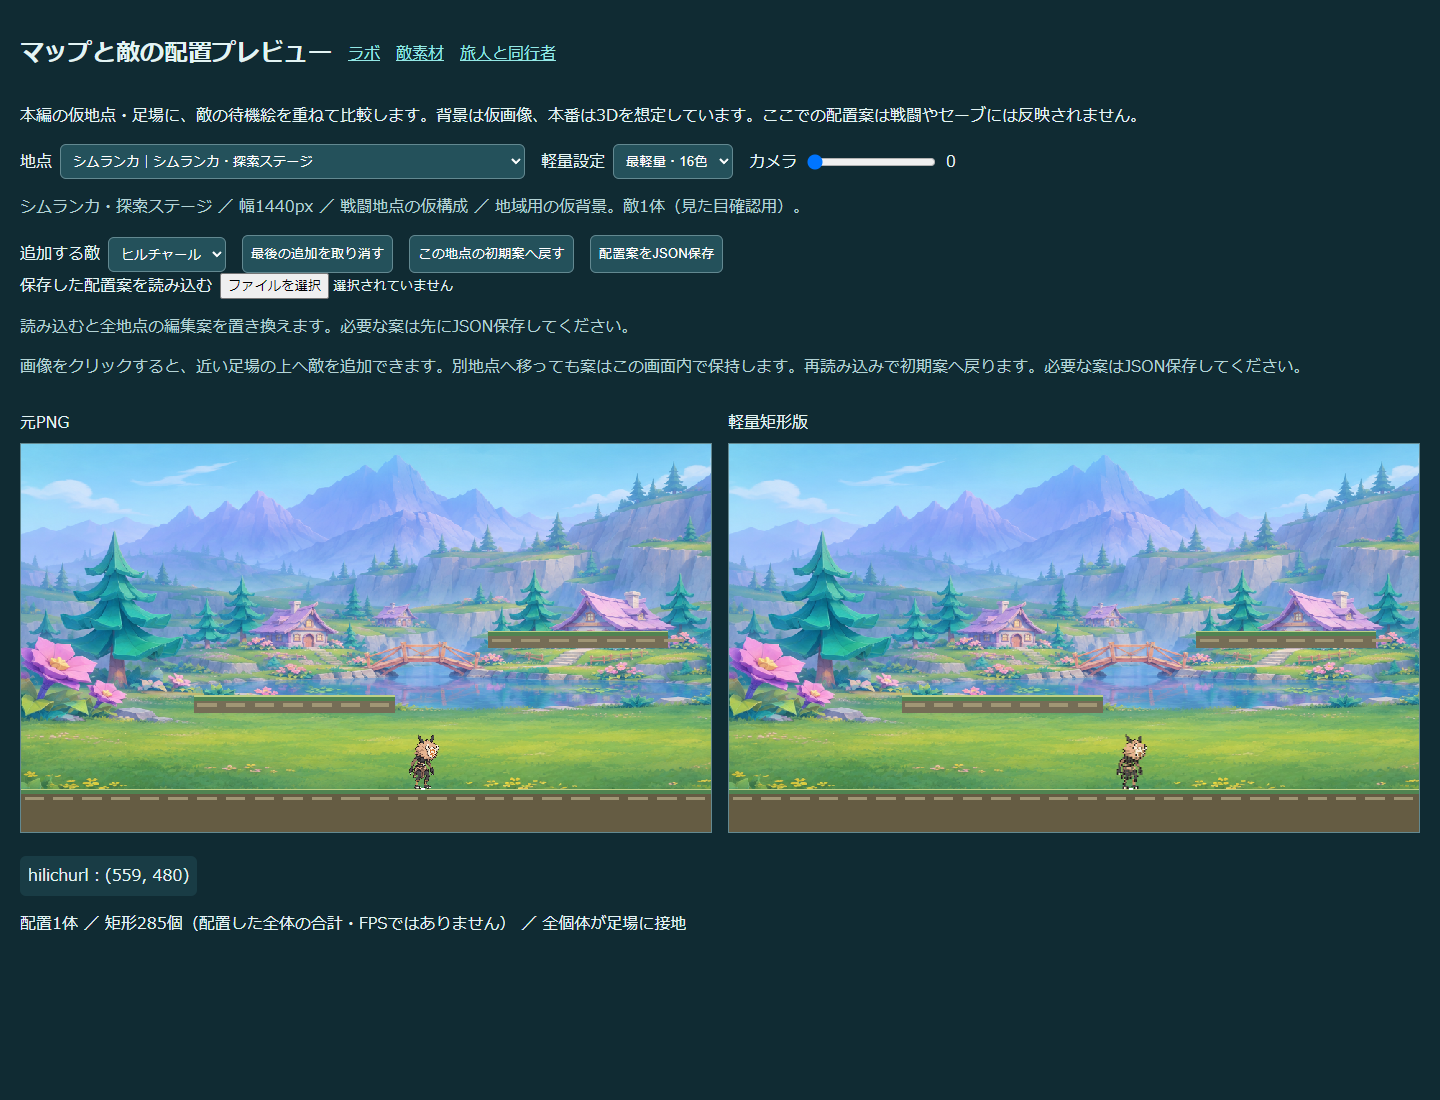 マップと敵の配置プレビュー ラボ 敵素材 旅人と同行者
本編の仮地点・足場に、敵の待機絵を重ねて比較します。背景は仮画像、本番は3Dを想定しています。ここでの配置案は戦闘やセーブには反映されません。
地点 シムランカ | シムランカ・探索ステージ 軽量設定 最軽量・16色 カメラ 0
シムランカ・探索ステージ ／ 幅1440px ／ 戦闘地点の仮構成 ／ 地域用の仮背景。敵1体（見た目確認用）。
追加する敵 ヒルチャール 最後の追加を取り消す この地点の初期案へ戻す 配置案をJSON保存
保存した配置案を読み込む ファイルを選択 選択されていません
読み込むと全地点の編集案を置き換えます。必要な案は先にJSON保存してください。
画像をクリックすると、近い足場の上へ敵を追加できます。別地点へ移っても案はこの画面内で保持します。再読み込みで初期案へ戻ります。必要な案はJSON保存してください。
元PNG 軽量矩形版
hilichurl : (559, 480)
配置1体 ／ 矩形285個（配置した全体の合計・FPSではありません） ／ 全個体が足場に接地